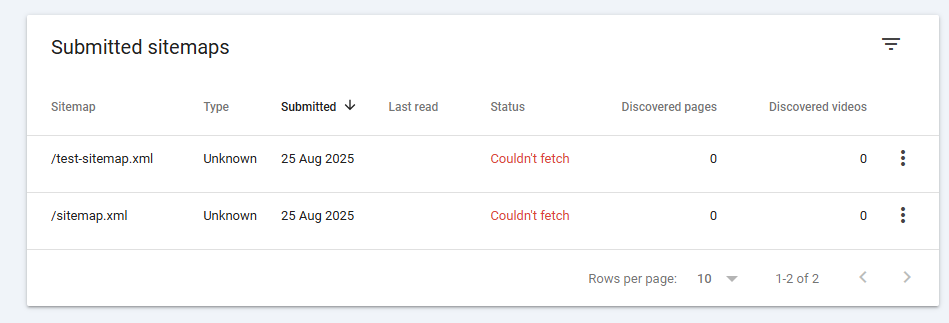 Submitted sitemaps
Sitemap Type Submitted Last read Status Discovered pages Discovered videos
/test-sitemap.xml Unknown 25 Aug 2025 Couldn't fetch 0 0
/sitemap.xml Unknown 25 Aug 2025 Couldn't fetch 0 0
Rows per page: 10 1-2 of 2